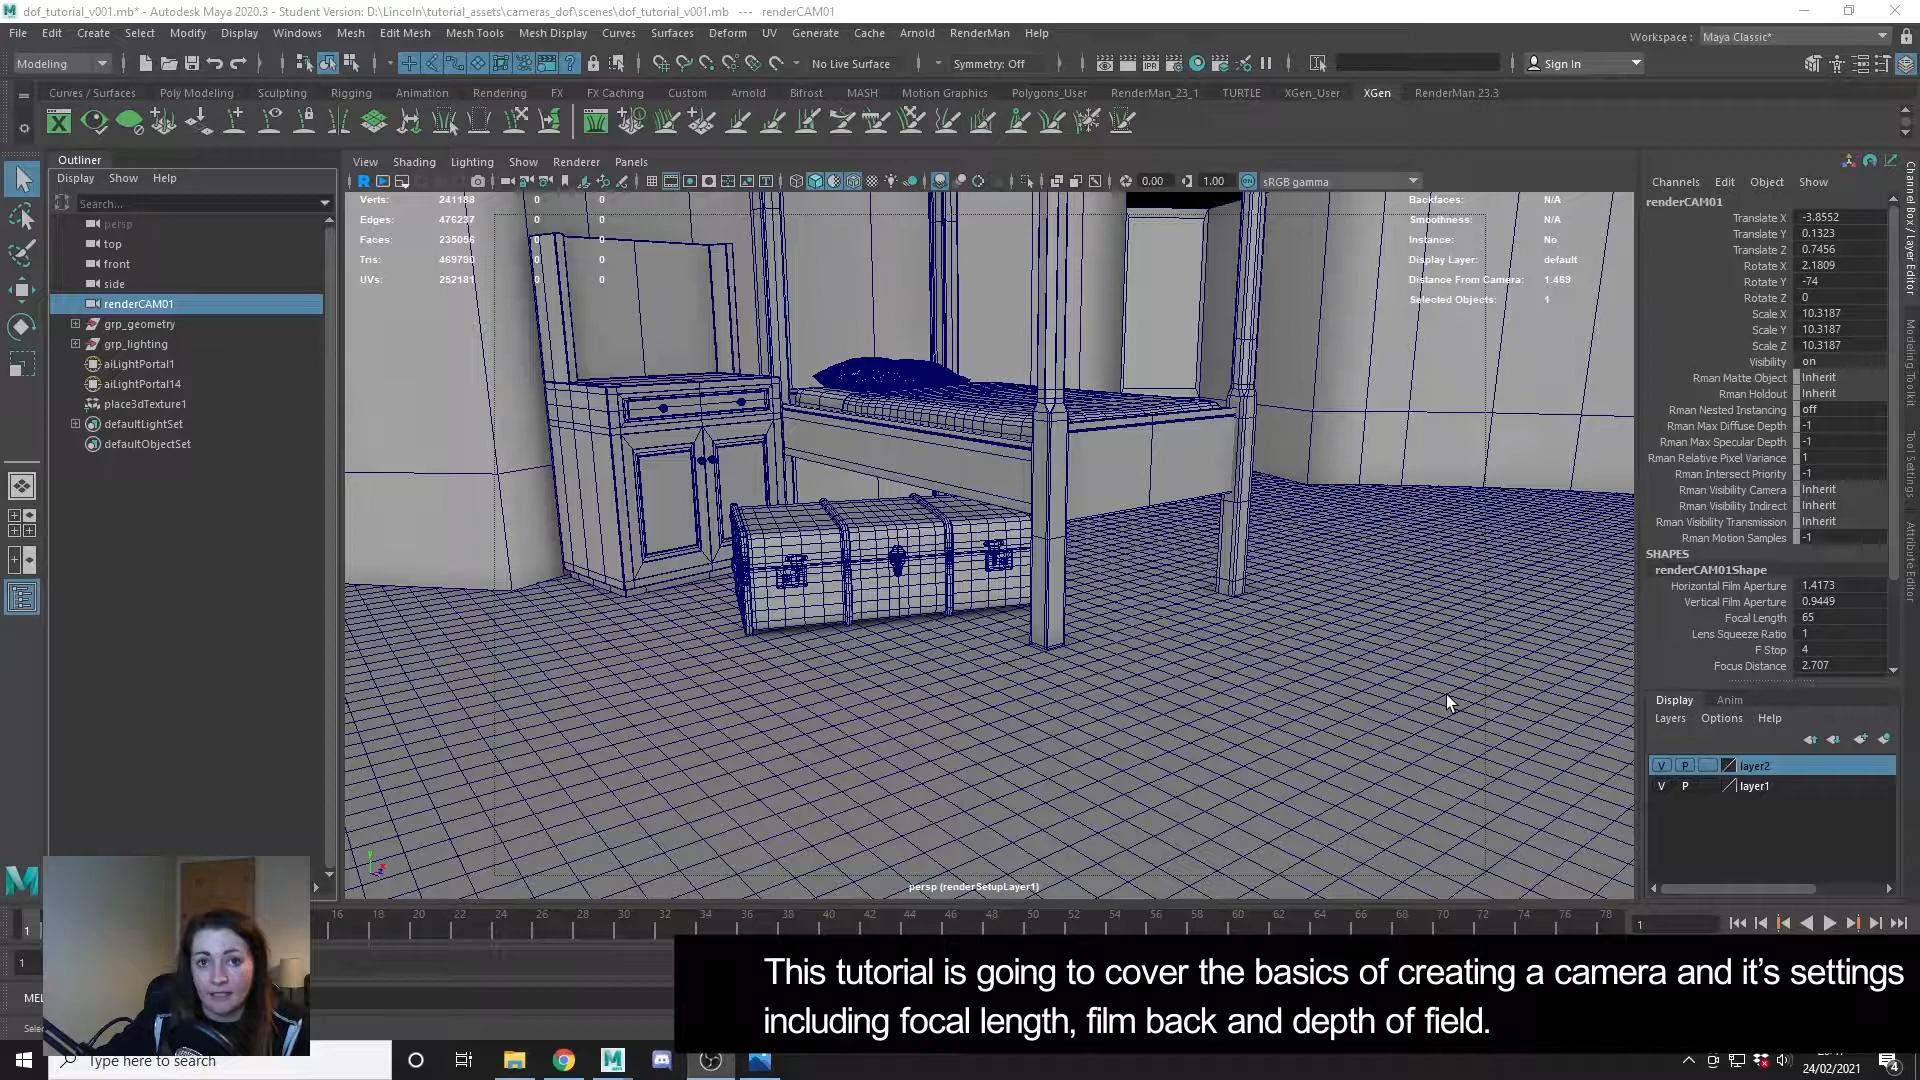 dof_tutorial_v001.mb* - Autodesk Maya 2020.3 - Student Version: D:\Lincoln\tutorial_assets\cameras_dof\scenes\dof_tutorial_v001.mb --- renderCAM01
File Edit Create Select Modify Display Windows Mesh Edit Mesh Mesh Tools Mesh Display Curves Surfaces Deform UV Generate Cache Arnold RenderMan Help
Workspace : Maya Classic*
Modeling No Live Surface Symmetry: Off Sign In
Curves / Surfaces Poly Modeling Sculpting Rigging Animation Rendering FX FX Caching Custom Arnold Bifrost MASH Motion Graphics Polygons_User RenderMan_23_1 TURTLE XGen_User XGen RenderMan 23.3
Outliner
Display Show Help
Search...
persp
top
front
side
renderCAM01
grp_geometry
grp_lighting
aiLightPortal1
aiLightPortal14
place3dTexture1
defaultLightSet
defaultObjectSet
View Shading Lighting Show Renderer Panels
0.00 1.00 sRGB gamma
Verts: 241188 0 0
Edges: 476237 0 0
Faces: 235056 0 0
Tris: 469790 0 0
UVs: 252181 0 0
Backfaces: N/A
Smoothness: N/A
Instance: No
Display Layer: default
Distance From Camera: 1.469
Selected Objects: 1
persp (renderSetupLayer1)
Channels Edit Object Show
renderCAM01
Translate X -3.8552
Translate Y 0.1323
Translate Z 0.7456
Rotate X 2.1809
Rotate Y -74
Rotate Z 0
Scale X 10.3187
Scale Y 10.3187
Scale Z 10.3187
Visibility on
Rman Matte Object Inherit
Rman Holdout Inherit
Rman Nested Instancing off
Rman Max Diffuse Depth -1
Rman Max Specular Depth -1
Rman Relative Pixel Variance 1
Rman Intersect Priority -1
Rman Visibility Camera Inherit
Rman Visibility Indirect Inherit
Rman Visibility Transmission Inherit
Rman Motion Samples -1
SHAPES
renderCAM01Shape
Horizontal Film Aperture 1.4173
Vertical Film Aperture 0.9449
Focal Length 65
Lens Squeeze Ratio 1
F Stop 4
Focus Distance 2.707
Display Anim
Layers Options Help
V P layer2
V P layer1
Channel Box / Layer Editor
Modeling Toolkit
Tool Settings
Attribute Editor
1 16 18 20 22 24 26 28 30 32 34 36 38 40 42 44 46 48 50 52 54 56 58 60 62 64 66 68 70 72 74 76 78 1
1
MEL
This tutorial is going to cover the basics of creating a camera and it's settings
including focal length, film back and depth of field.
Type here to search
24/02/2021
4